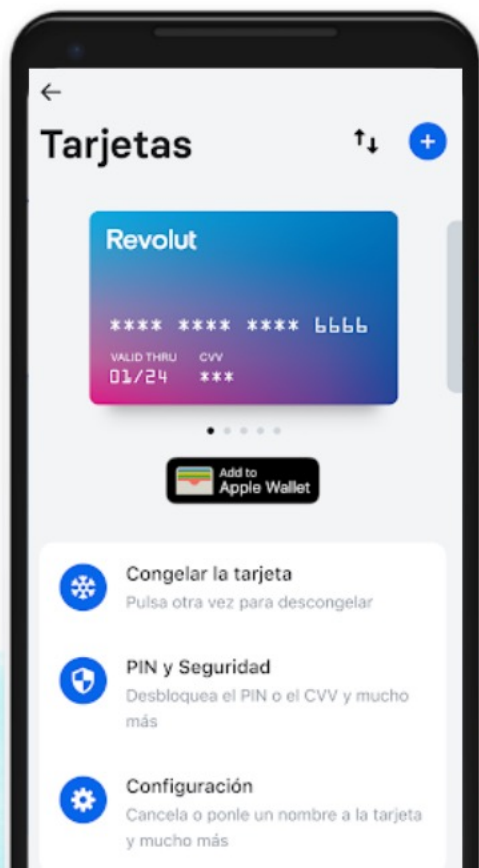 Tarjetas
Revolut
**** **** **** 6666
VALID THRU CVV
01/24 ***
Add to
Apple Wallet
Congelar la tarjeta
Pulsa otra vez para descongelar
PIN y Seguridad
Desbloquea el PIN o el CVV y mucho
más
Configuración
Cancela o ponle un nombre a la tarjeta
y mucho más